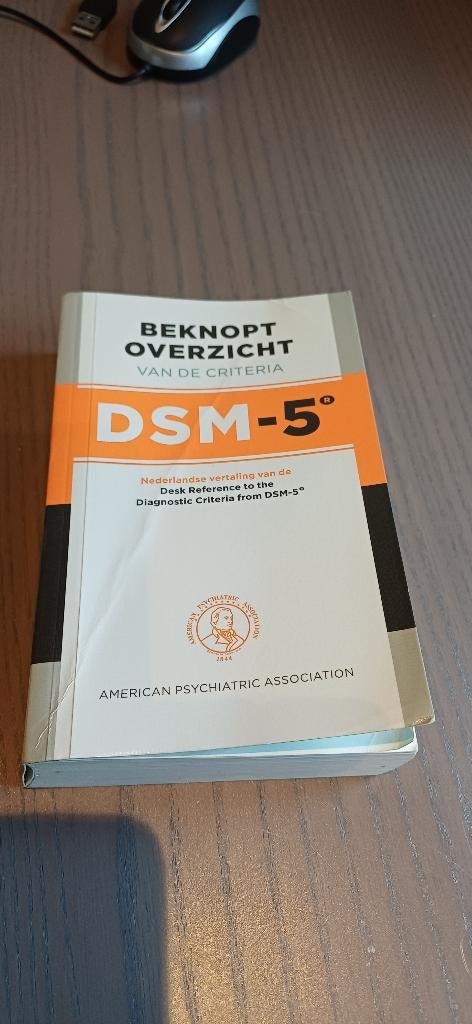 BEKNOPT
OVERZICHT
VAN DE CRITERIA
DSM-5®
Nederlandse vertaling van de
Desk Reference to the
Diagnostic Criteria from DSM-5®
AMERICAN PSYCHIATRIC ASSOCIATION
1844
AMERICAN PSYCHIATRIC ASSOCIATION